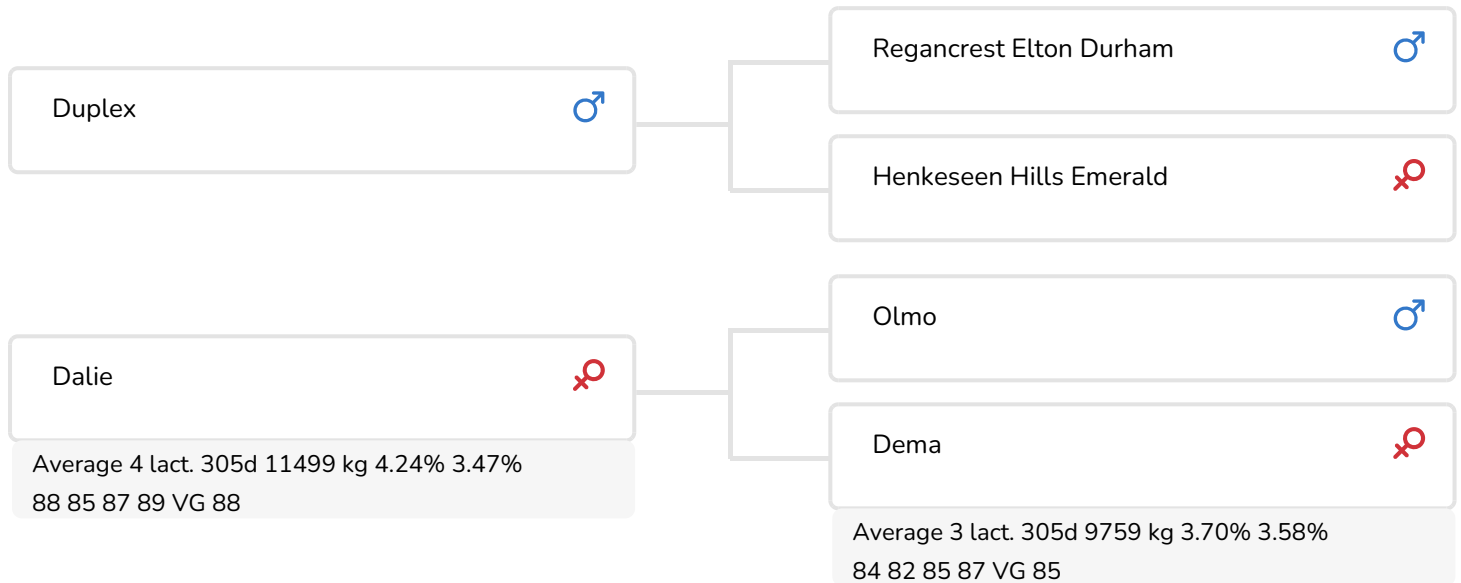 Regancrest Elton Durham
Duplex
Henkeseen Hills Emerald
Olmo
Dalie
Dema
Average 4 lact. 305d 11499 kg 4.24% 3.47%
88 85 87 89 VG 88
Average 3 lact. 305d 9759 kg 3.70% 3.58%
84 82 85 87 VG 85